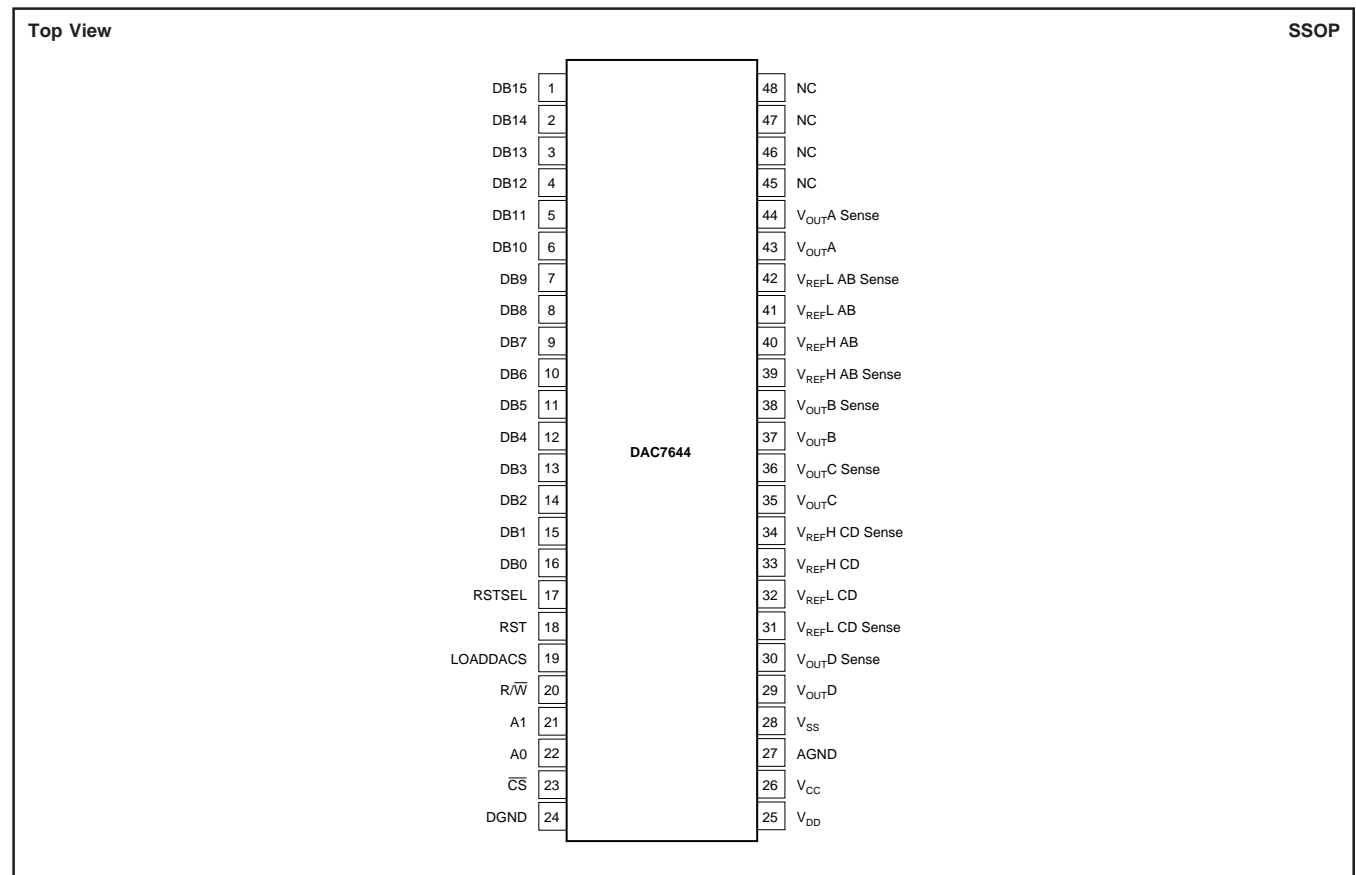 Top View SSOP
DB15 1 48 NC
DB14 2 47 NC
DB13 3 46 NC
DB12 4 45 NC
DB11 5 44 VOUTA Sense
DB10 6 43 VOUTA
DB9 7 42 VREFL AB Sense
DB8 8 41 VREFL AB
DB7 9 40 VREFH AB
DB6 10 39 VREFH AB Sense
DB5 11 38 VOUTB Sense
DB4 12 37 VOUTB
DAC7644
DB3 13 36 VOUTC Sense
DB2 14 35 VOUTC
DB1 15 34 VREFH CD Sense
DB0 16 33 VREFH CD
RSTSEL 17 32 VREFL CD
RST 18 31 VREFL CD Sense
LOADDACS 19 30 VOUTD Sense
R/W̅ 20 29 VOUTD
A1 21 28 VSS
A0 22 27 AGND
C̅S̅ 23 26 VCC
DGND 24 25 VDD